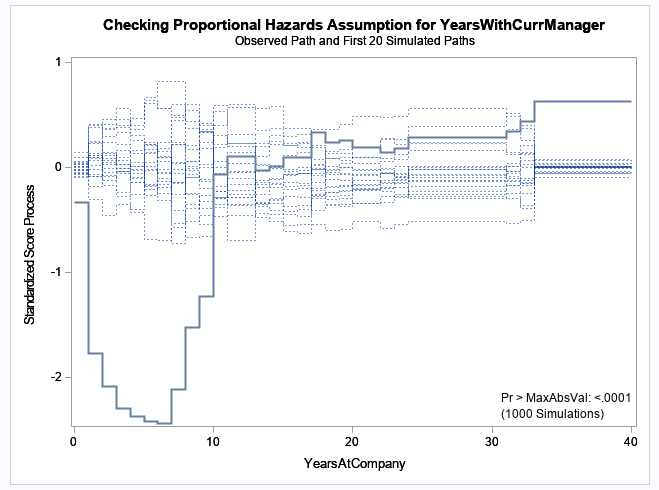 Checking Proportional Hazards Assumption for YearsWithCurrManager
Observed Path and First 20 Simulated Paths
Standardized Score Process
1
0
-1
-2
Pr > MaxAbsVal: <.0001
(1000 Simulations)
0 10 20 30 40
YearsAtCompany